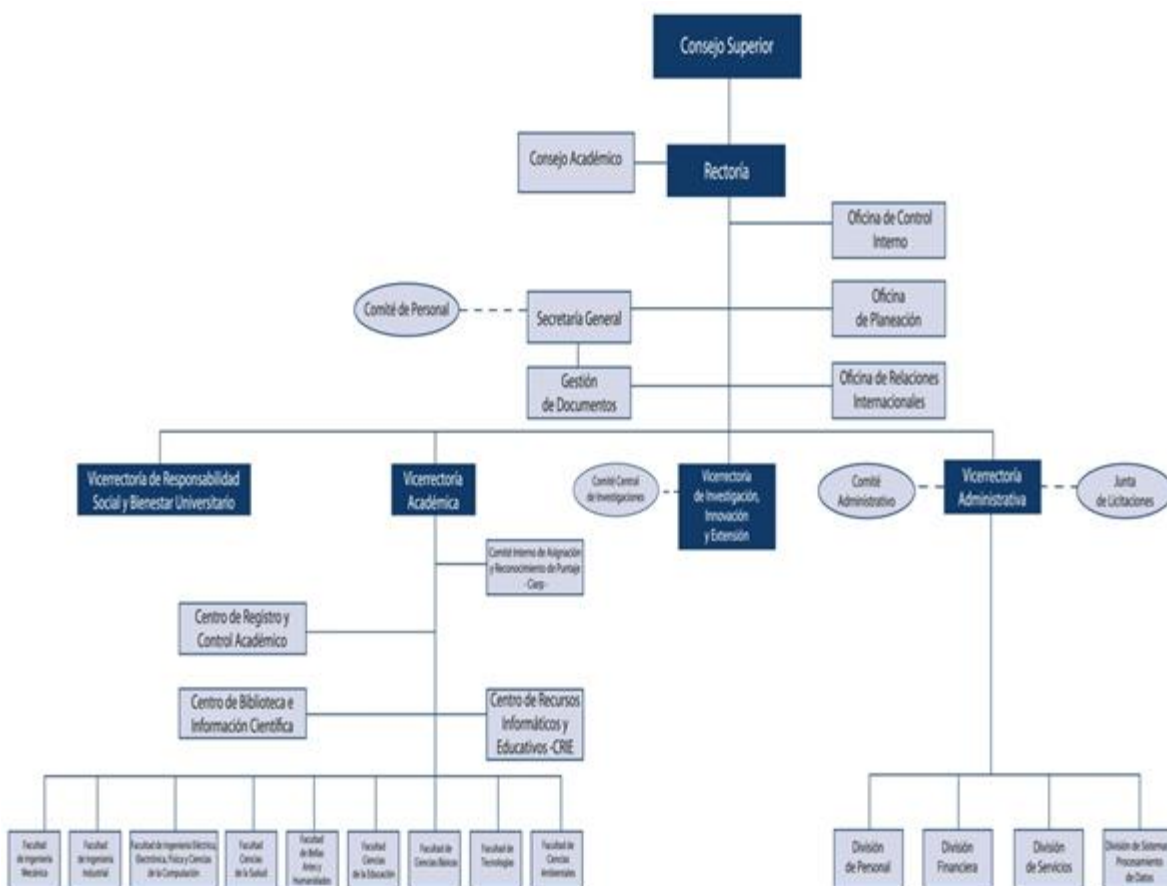 Consejo Superior
Consejo Académico
Rectoría
Oficina de Control
Interno
Comité de Personal
Secretaría General
Oficina
de Planeación
Gestión
de Documentos
Oficina de Relaciones
Internacionales
Vicerrectoría de Responsabilidad
Social y Bienestar Universitario
Vicerrectoría
Académica
Comité Central
de Investigaciones
Vicerrectoría
de Investigación,
Innovación
y Extensión
Comité
Administrativo
Vicerrectoría
Administrativa
Junta
de Licitaciones
Comité Interno de Asignación
y Reconocimiento de Puntaje
- Ciarp -
Centro de Registro y
Control Académico
Centro de Biblioteca e
Información Científica
Centro de Recursos
Informáticos y
Educativos -CRIE
Facultad
de Ingeniería
Mecánica
Facultad
de Ingeniería
Industrial
Facultad de Ingeniería Eléctrica,
Electrónica, Física y Ciencias
de la Computación
Facultad
Ciencias
de la Salud
Facultad
de Bellas
Artes y
Humanidades
Facultad
Ciencias
de la Educación
Facultad de
Ciencias Básicas
Facultad de
Tecnologías
Facultad de
Ciencias
Ambientales
División
de Personal
División
Financiera
División
de Servicios
División de Sistemas
Procesamiento
de Datos